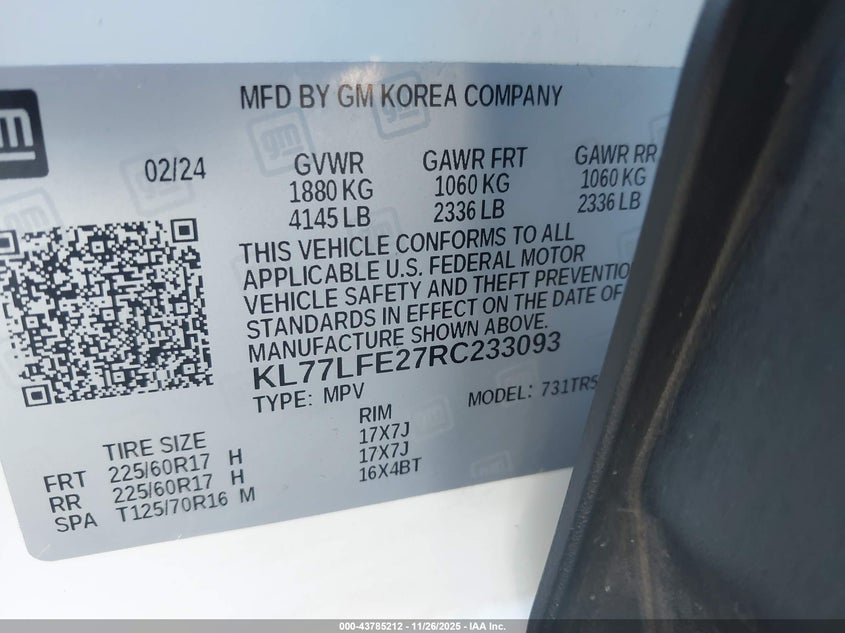 gm
MFD BY GM KOREA COMPANY
02/24 GVWR GAWR FRT GAWR RR
1880 KG 1060 KG 1060 KG
4145 LB 2336 LB 2336 LB
THIS VEHICLE CONFORMS TO ALL
APPLICABLE U.S. FEDERAL MOTOR
VEHICLE SAFETY AND THEFT PREVENTIO
STANDARDS IN EFFECT ON THE DATE OF
MANUFACTURE SHOWN ABOVE.
KL77LFE27RC233093
TYPE: MPV MODEL: 731TR5
TIRE SIZE RIM
FRT 225/60R17 H 17X7J
RR 225/60R17 H 17X7J
SPA T125/70R16 M 16X4BT
000-43785212 - 11/26/2025 - IAA Inc.